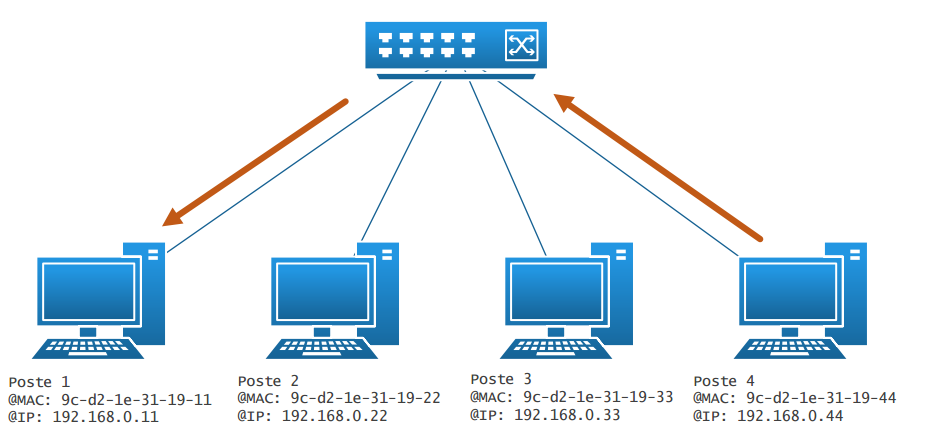 Poste 1
@MAC: 9c-d2-1e-31-19-11
@IP: 192.168.0.11
Poste 2
@MAC: 9c-d2-1e-31-19-22
@IP: 192.168.0.22
Poste 3
@MAC: 9c-d2-1e-31-19-33
@IP: 192.168.0.33
Poste 4
@MAC: 9c-d2-1e-31-19-44
@IP: 192.168.0.44